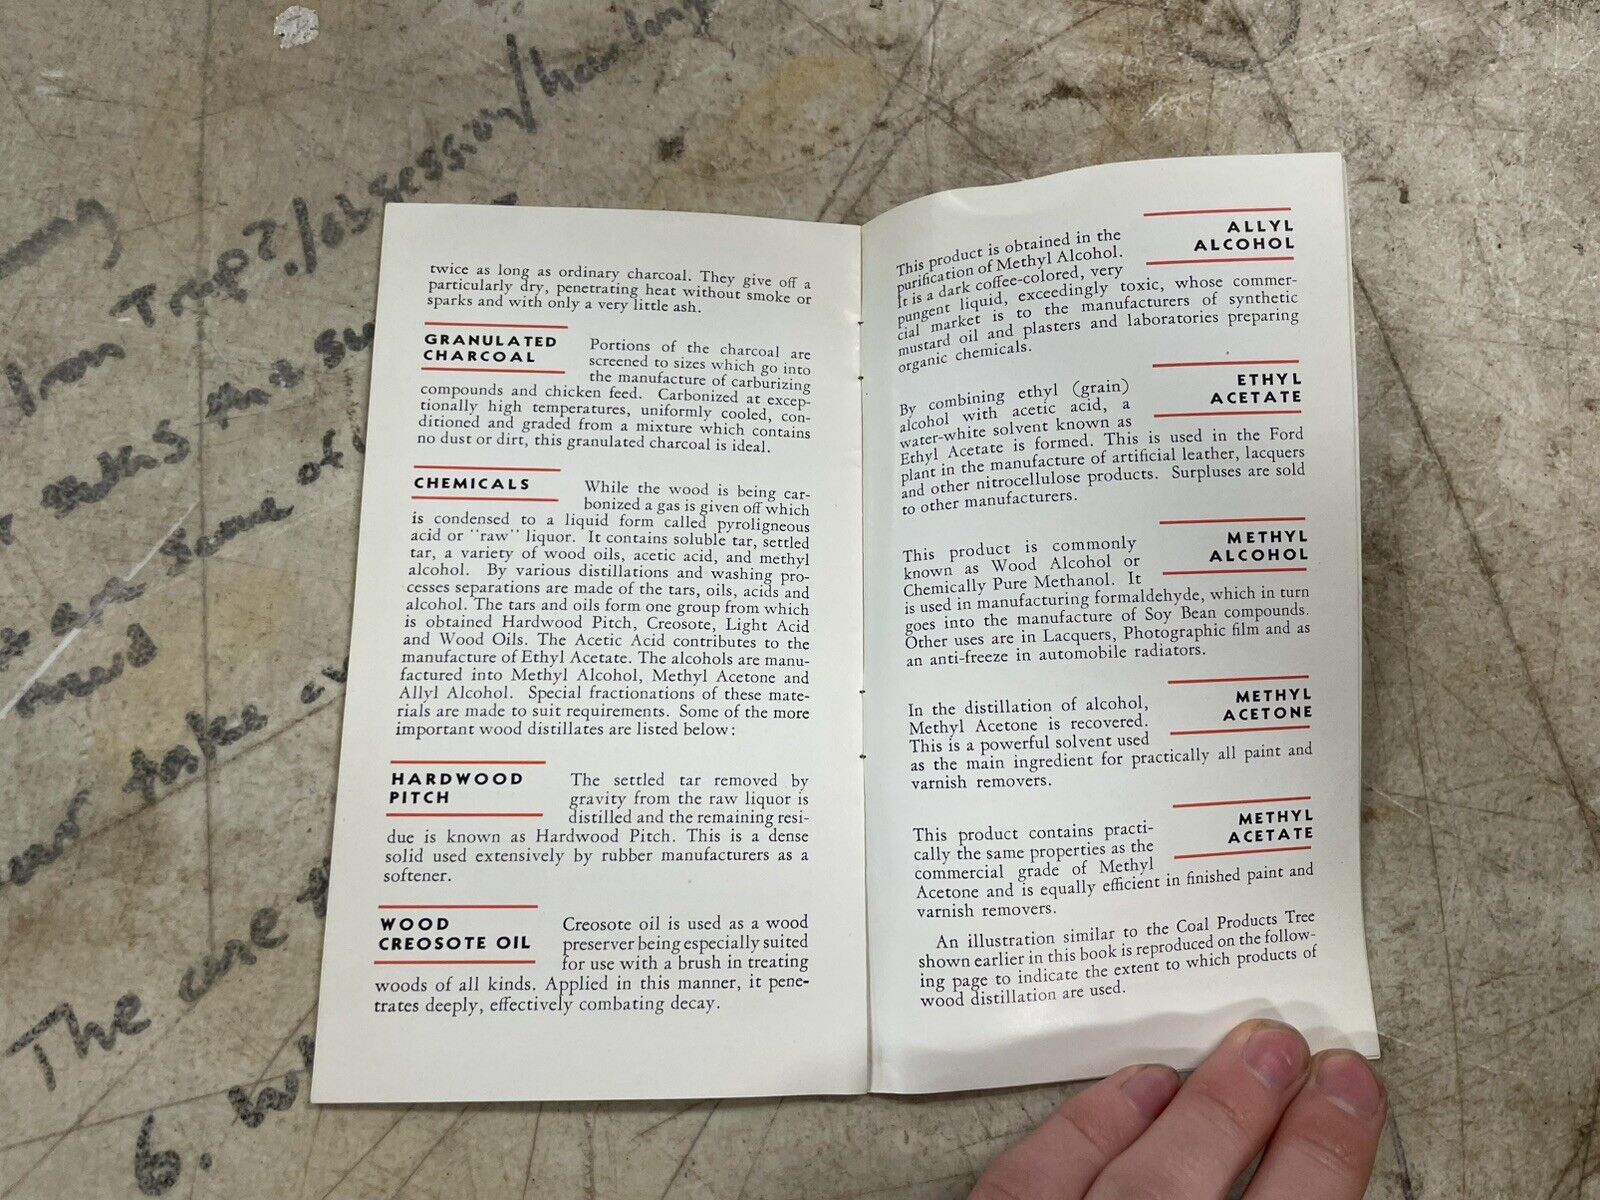 twice as long as ordinary charcoal. They give off a
particularly dry, penetrating heat without smoke or
sparks and with only a very little ash.
GRANULATED
CHARCOAL
Portions of the charcoal are
screened to sizes which go into
the manufacture of carburizing
compounds and chicken feed. Carbonized at excep-
tionally high temperatures, uniformly cooled, con-
ditioned and graded from a mixture which contains
no dust or dirt, this granulated charcoal is ideal.
CHEMICALS
While the wood is being car-
bonized a gas is given off which
is condensed to a liquid form called pyroligneous
acid or "raw" liquor. It contains soluble tar, settled
tar, a variety of wood oils, acetic acid, and methyl
alcohol. By various distillations and washing pro-
cesses separations are made of the tars, oils, acids and
alcohol. The tars and oils form one group from which
is obtained Hardwood Pitch, Creosote, Light Acid
and Wood Oils. The Acetic Acid contributes to the
manufacture of Ethyl Acetate. The alcohols are manu-
factured into Methyl Alcohol, Methyl Acetone and
Allyl Alcohol. Special fractionations of these mate-
rials are made to suit requirements. Some of the more
important wood distillates are listed below:
HARDWOOD
PITCH
The settled tar removed by
gravity from the raw liquor is
distilled and the remaining resi-
due is known as Hardwood Pitch. This is a dense
solid used extensively by rubber manufacturers as a
softener.
WOOD
CREOSOTE OIL
Creosote oil is used as a wood
preserver being especially suited
for use with a brush in treating
woods of all kinds. Applied in this manner, it pene-
trates deeply, effectively combating decay.
ALLYL
ALCOHOL
This product is obtained in the
purification of Methyl Alcohol.
It is a dark coffee-colored, very
pungent liquid, exceedingly toxic, whose commer-
cial market is to the manufacturers of synthetic
mustard oil and plasters and laboratories preparing
organic chemicals.
ETHYL
ACETATE
By combining ethyl (grain)
alcohol with acetic acid, a
water-white solvent known as
Ethyl Acetate is formed. This is used in the Ford
plant in the manufacture of artificial leather, lacquers
and other nitrocellulose products. Surpluses are sold
to other manufacturers.
METHYL
ALCOHOL
This product is commonly
known as Wood Alcohol or
Chemically Pure Methanol. It
is used in manufacturing formaldehyde, which in turn
goes into the manufacture of Soy Bean compounds.
Other uses are in Lacquers, Photographic film and as
an anti-freeze in automobile radiators.
METHYL
ACETONE
In the distillation of alcohol,
Methyl Acetone is recovered.
This is a powerful solvent used
as the main ingredient for practically all paint and
varnish removers.
METHYL
ACETATE
This product contains practi-
cally the same properties as the
commercial grade of Methyl
Acetone and is equally efficient in finished paint and
varnish removers.
An illustration similar to the Coal Products Tree
shown earlier in this book is reproduced on the follow-
ing page to indicate the extent to which products of
wood distillation are used.
from Trap?/obsession/how long
take
The
6.